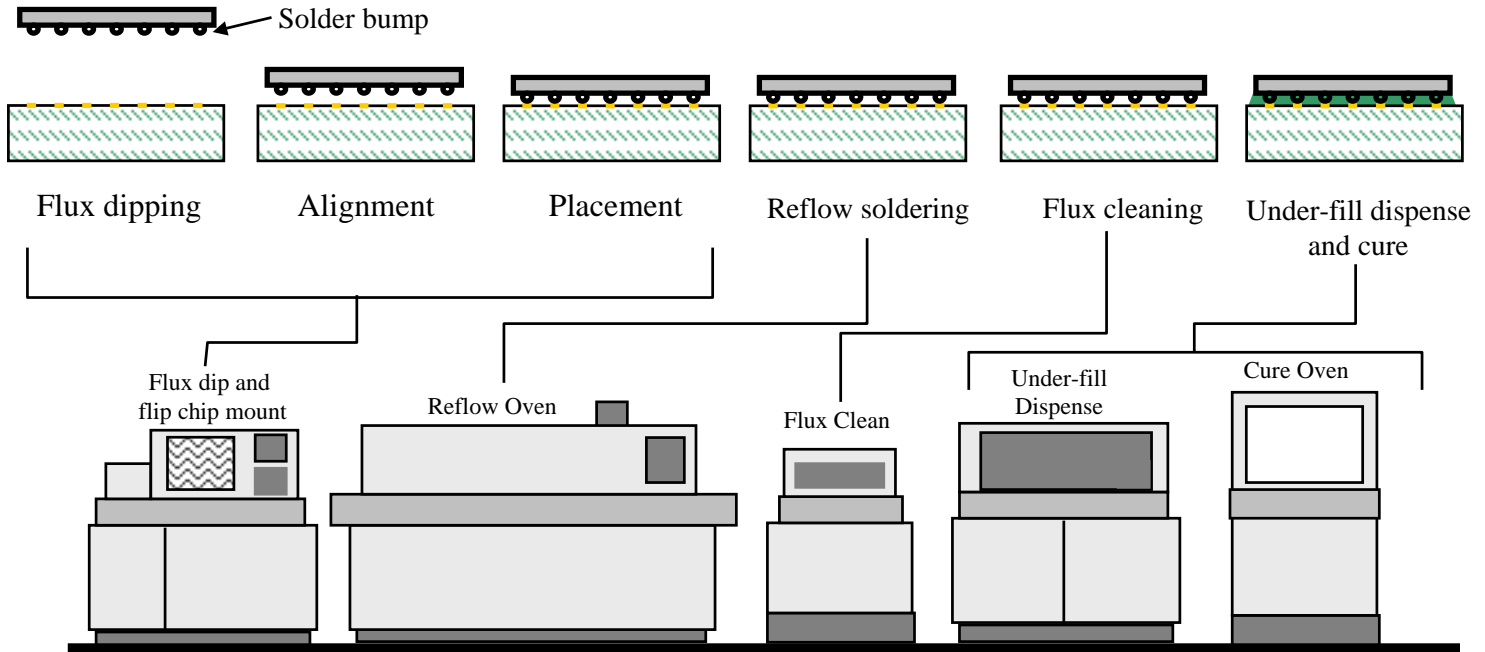 Solder bump
Flux dipping
Alignment
Placement
Reflow soldering
Flux cleaning
Under-fill dispense
and cure
Flux dip and
flip chip mount
Reflow Oven
Flux Clean
Under-fill
Dispense
Cure Oven